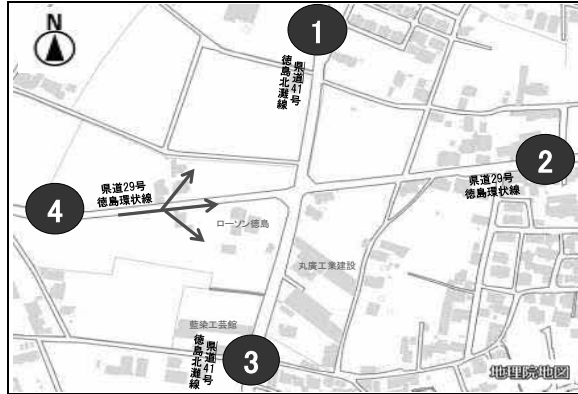 N
1
県道41号
徳島北灘線
2
県道29号
徳島環状線
県道29号
徳島環状線
4
ローソン徳島
丸廣工業建設
藍染工芸館
県道41号
徳島北灘線
3
地理院地図